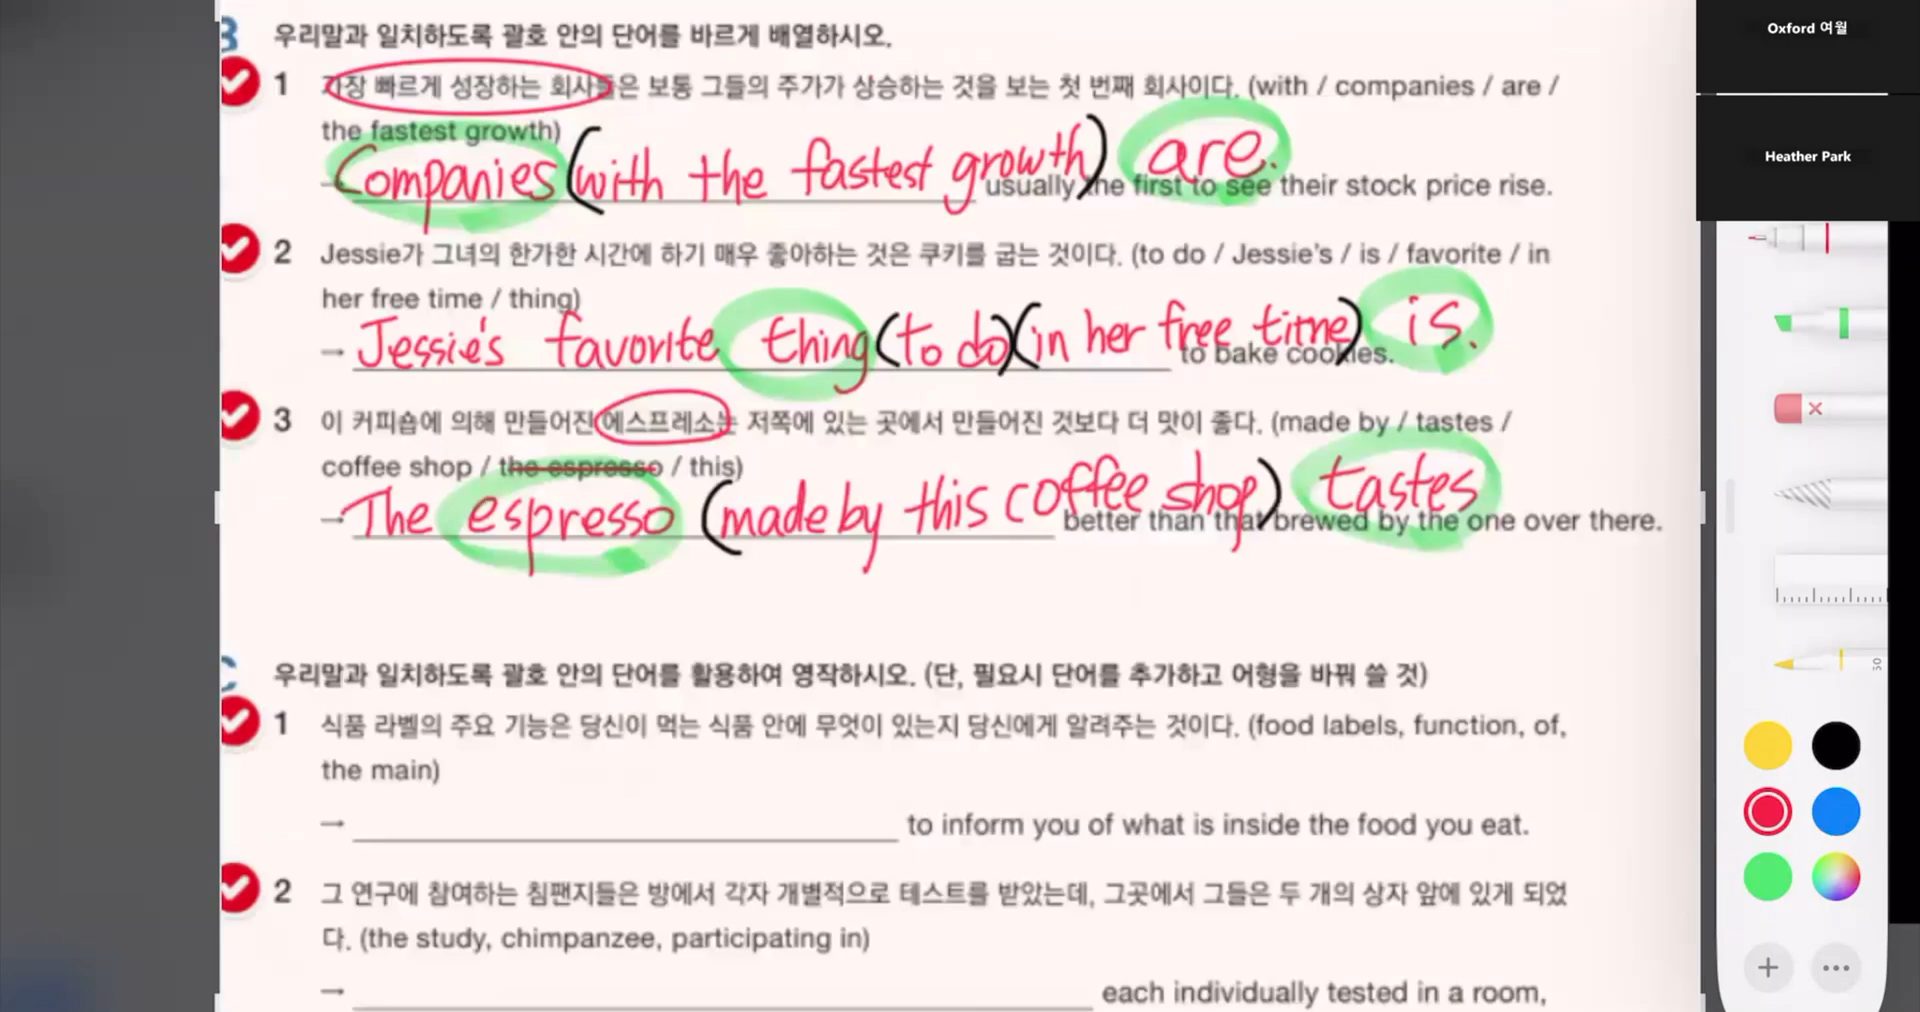 B 우리말과 일치하도록 괄호 안의 단어를 바르게 배열하시오.
1 가장 빠르게 성장하는 회사들은 보통 그들의 주가가 상승하는 것을 보는 첫 번째 회사이다. (with / companies / are /
the fastest growth)
Companies (with the fastest growth) are.
→ usually the first to see their stock price rise.
2 Jessie가 그녀의 한가한 시간에 하기 매우 좋아하는 것은 쿠키를 굽는 것이다. (to do / Jessie's / is / favorite / in
her free time / thing)
Jessie's favorite thing (to do) (in her free time) is.
→ to bake cookies.
3 이 커피숍에 의해 만들어진 에스프레소는 저쪽에 있는 곳에서 만들어진 것보다 더 맛이 좋다. (made by / tastes /
coffee shop / the espresso / this)
The espresso (made by this coffee shop) tastes
→ better than that brewed by the one over there.
C 우리말과 일치하도록 괄호 안의 단어를 활용하여 영작하시오. (단, 필요시 단어를 추가하고 어형을 바꿔 쓸 것)
1 식품 라벨의 주요 기능은 당신이 먹는 식품 안에 무엇이 있는지 당신에게 알려주는 것이다. (food labels, function, of,
the main)
→ to inform you of what is inside the food you eat.
2 그 연구에 참여하는 침팬지들은 방에서 각자 개별적으로 테스트를 받았는데, 그곳에서 그들은 두 개의 상자 앞에 있게 되었
다. (the study, chimpanzee, participating in)
→ each individually tested in a room,
Oxford 여월
Heather Park
50